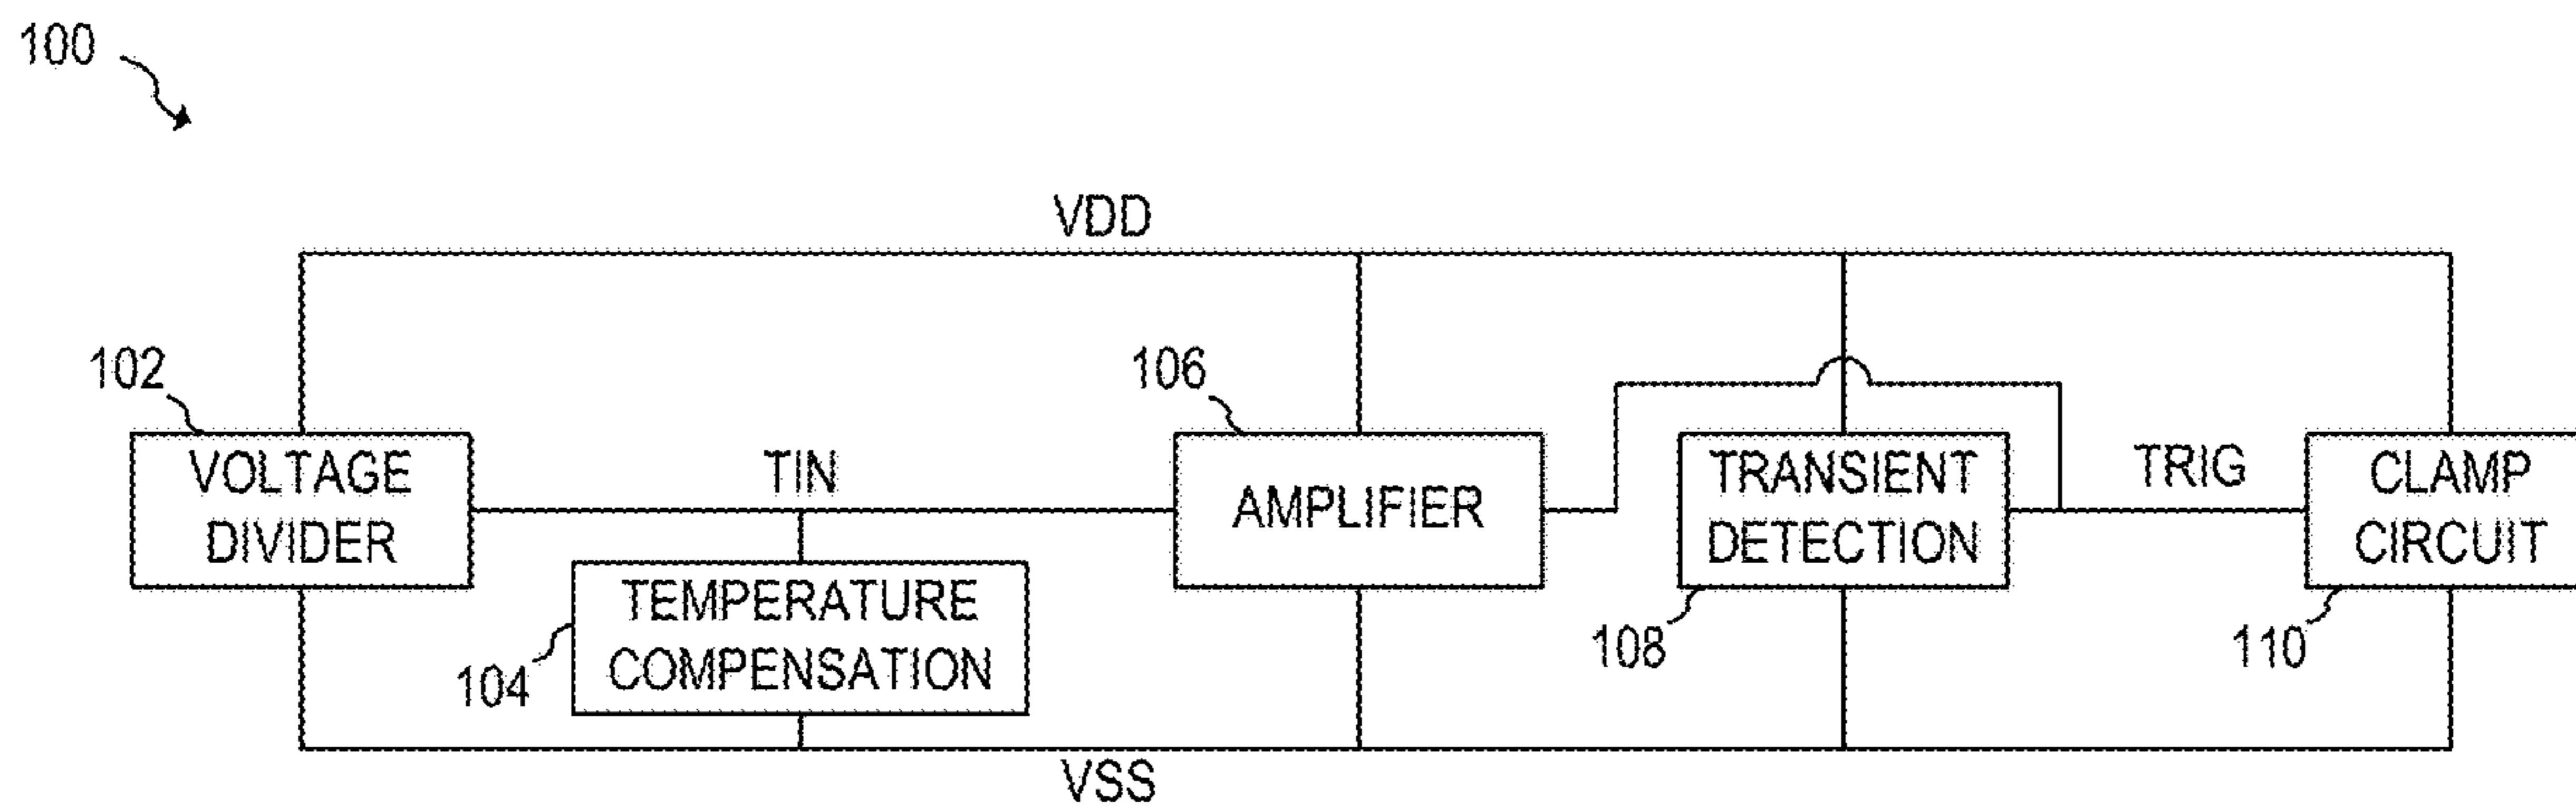 100
VDD
102
106
VOLTAGE
DIVIDER
TIN
AMPLIFIER
TRANSIENT
DETECTION
TRIG
CLAMP
CIRCUIT
TEMPERATURE
COMPENSATION
104
108
110
VSS